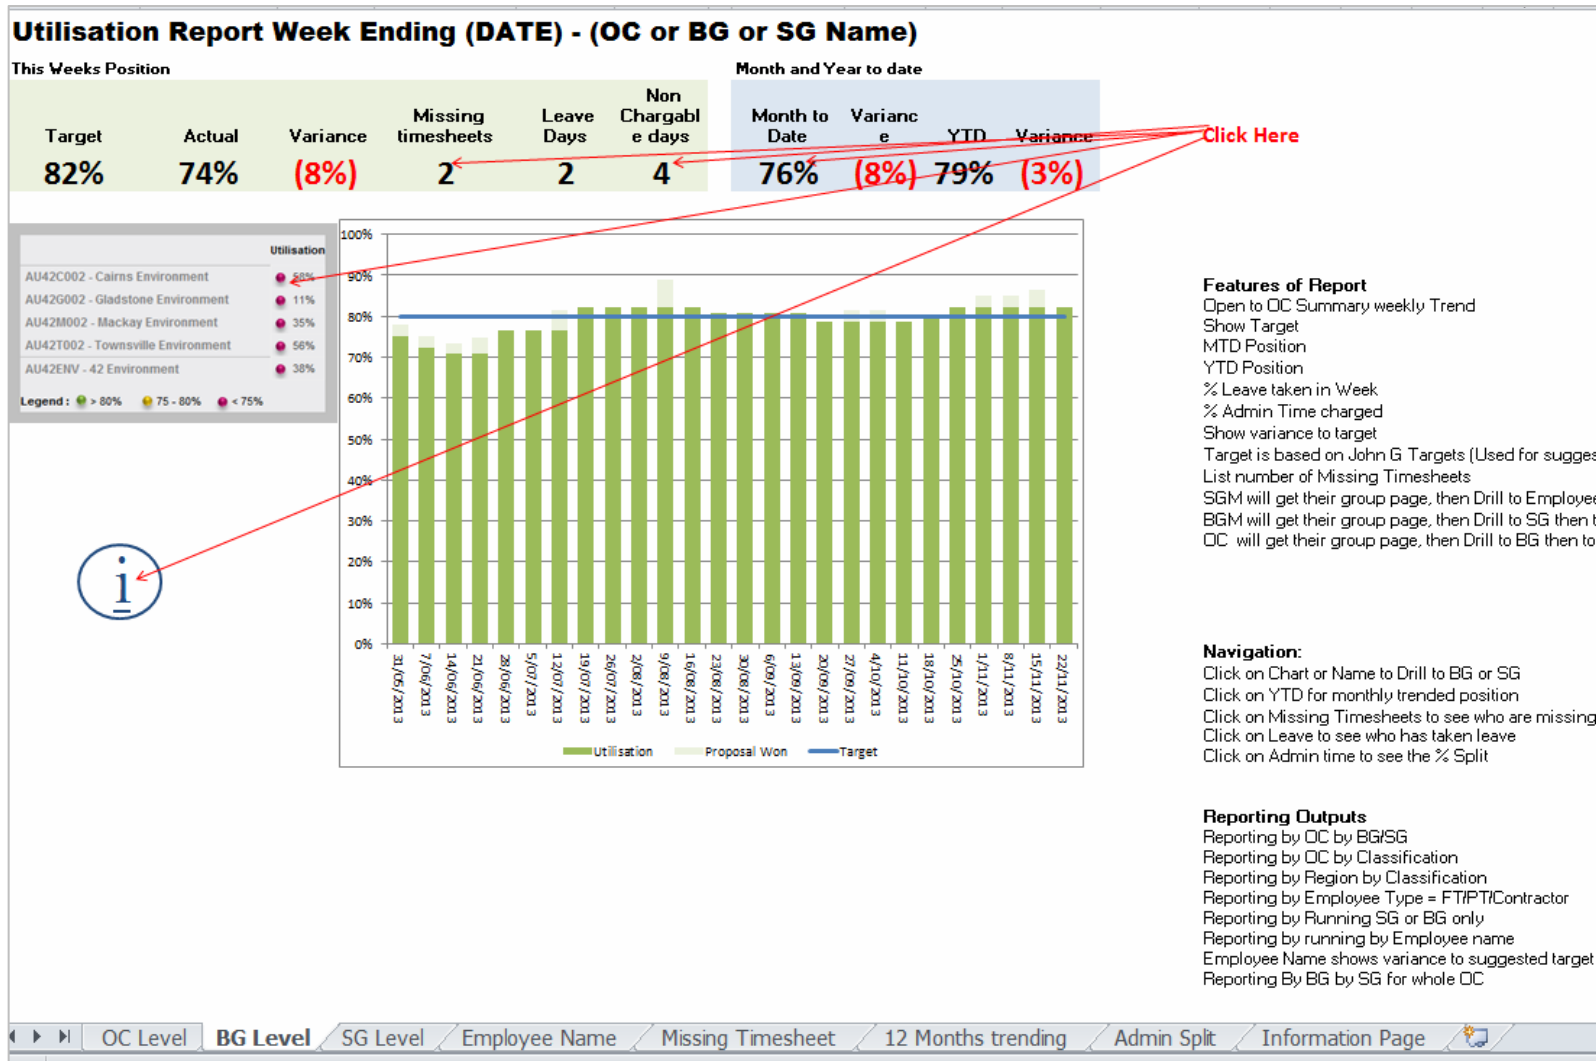 Utilisation Report Week Ending (DATE) - (OC or BG or SG Name)
This Weeks Position
Month and Year to date
Target
Actual
Variance
Missing
timesheets
Leave
Days
Non
Chargabl
e days
Month to
Date
Varianc
e
YTD
Variance
Click Here
82%
74%
(8%)
2
2
4
76%
(8%)
79%
(3%)
Utilisation
AU42C002 - Cairns Environment 58%
AU42G002 - Gladstone Environment 11%
AU42M002 - Mackay Environment 35%
AU42T002 - Townsville Environment 56%
AU42ENV - 42 Environment 38%
Legend : > 80% 75 - 80% < 75%
i
100%
90%
80%
70%
60%
50%
40%
30%
20%
10%
0%
31/05/2013
7/06/2013
14/06/2013
21/06/2013
28/06/2013
5/07/2013
12/07/2013
19/07/2013
26/07/2013
2/08/2013
9/08/2013
16/08/2013
23/08/2013
30/08/2013
6/09/2013
13/09/2013
20/09/2013
27/09/2013
4/10/2013
11/10/2013
18/10/2013
25/10/2013
1/11/2013
8/11/2013
15/11/2013
22/11/2013
Utilisation Proposal Won Target
Features of Report
Open to OC Summary weekly Trend
Show Target
MTD Position
YTD Position
% Leave taken in Week
% Admin Time charged
Show variance to target
Target is based on John G Targets (Used for sugges
List number of Missing Timesheets
SGM will get their group page, then Drill to Employee
BGM will get their group page, then Drill to SG then t
OC will get their group page, then Drill to BG then to
Navigation:
Click on Chart or Name to Drill to BG or SG
Click on YTD for monthly trended position
Click on Missing Timesheets to see who are missing
Click on Leave to see who has taken leave
Click on Admin time to see the % Split
Reporting Outputs
Reporting by OC by BG/SG
Reporting by OC by Classification
Reporting by Region by Classification
Reporting by Employee Type = FT/PT/Contractor
Reporting by Running SG or BG only
Reporting by running by Employee name
Employee Name shows variance to suggested target
Reporting By BG by SG for whole OC
OC Level BG Level SG Level Employee Name Missing Timesheet 12 Months trending Admin Split Information Page